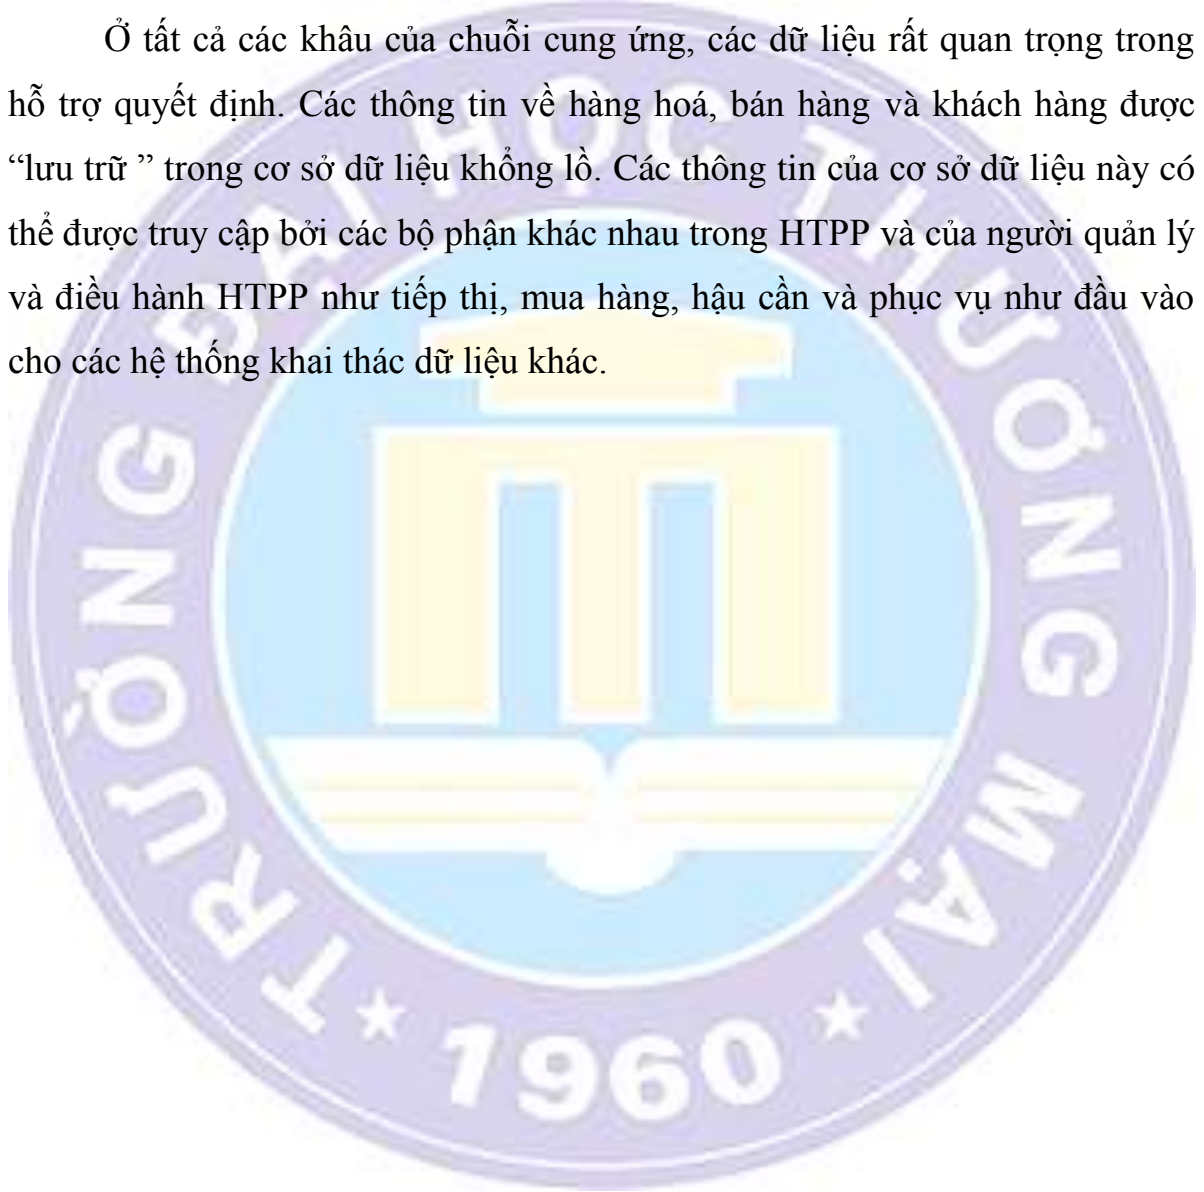 Ở tất cả các khâu của chuỗi cung ứng, các dữ liệu rất quan trọng trong
hỗ trợ quyết định. Các thông tin về hàng hoá, bán hàng và khách hàng được
“lưu trữ ” trong cơ sở dữ liệu khổng lồ. Các thông tin của cơ sở dữ liệu này có
thể được truy cập bởi các bộ phận khác nhau trong HTPP và của người quản lý
và điều hành HTPP như tiếp thị, mua hàng, hậu cần và phục vụ như đầu vào
cho các hệ thống khai thác dữ liệu khác.
TRƯỜNG ĐẠI HỌC THƯƠNG MẠI
1960